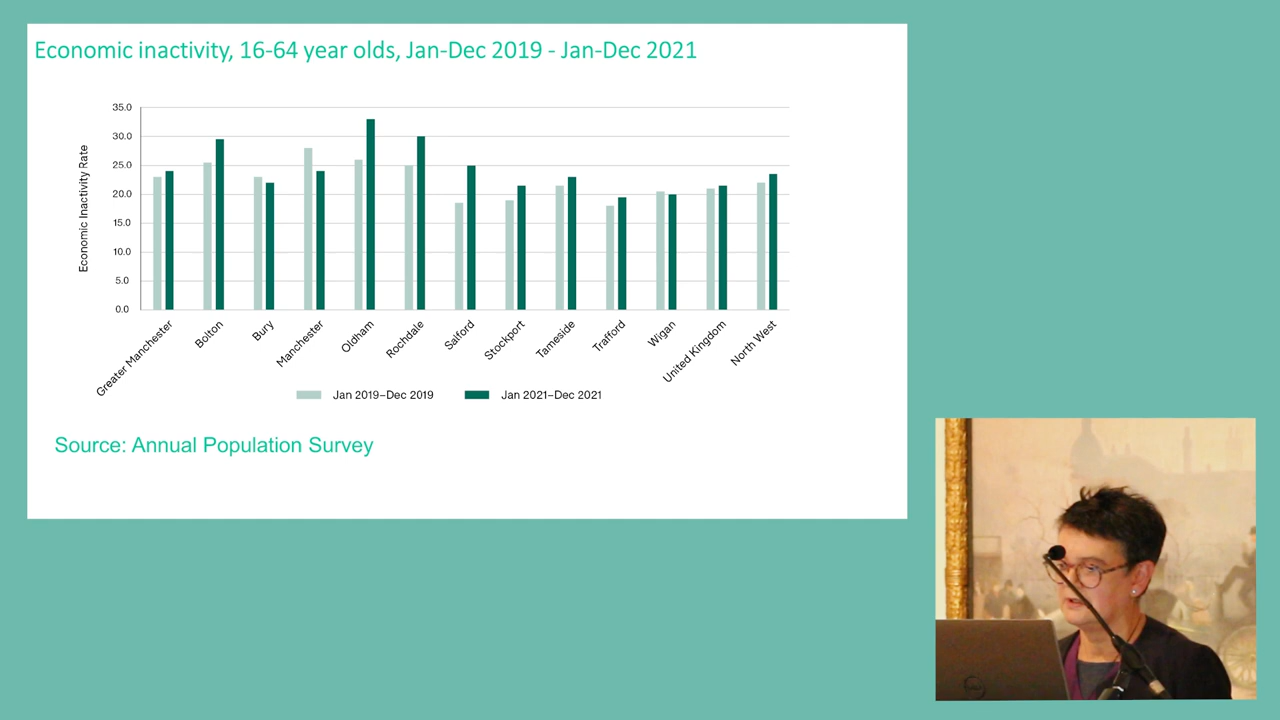 Economic inactivity, 16-64 year olds, Jan-Dec 2019 - Jan-Dec 2021
Economic Inactivity Rate
35.0
30.0
25.0
20.0
15.0
10.0
5.0
0.0
Greater Manchester
Bolton
Bury
Manchester
Oldham
Rochdale
Salford
Stockport
Tameside
Trafford
Wigan
United Kingdom
North West
Jan 2019–Dec 2019
Jan 2021–Dec 2021
Source: Annual Population Survey